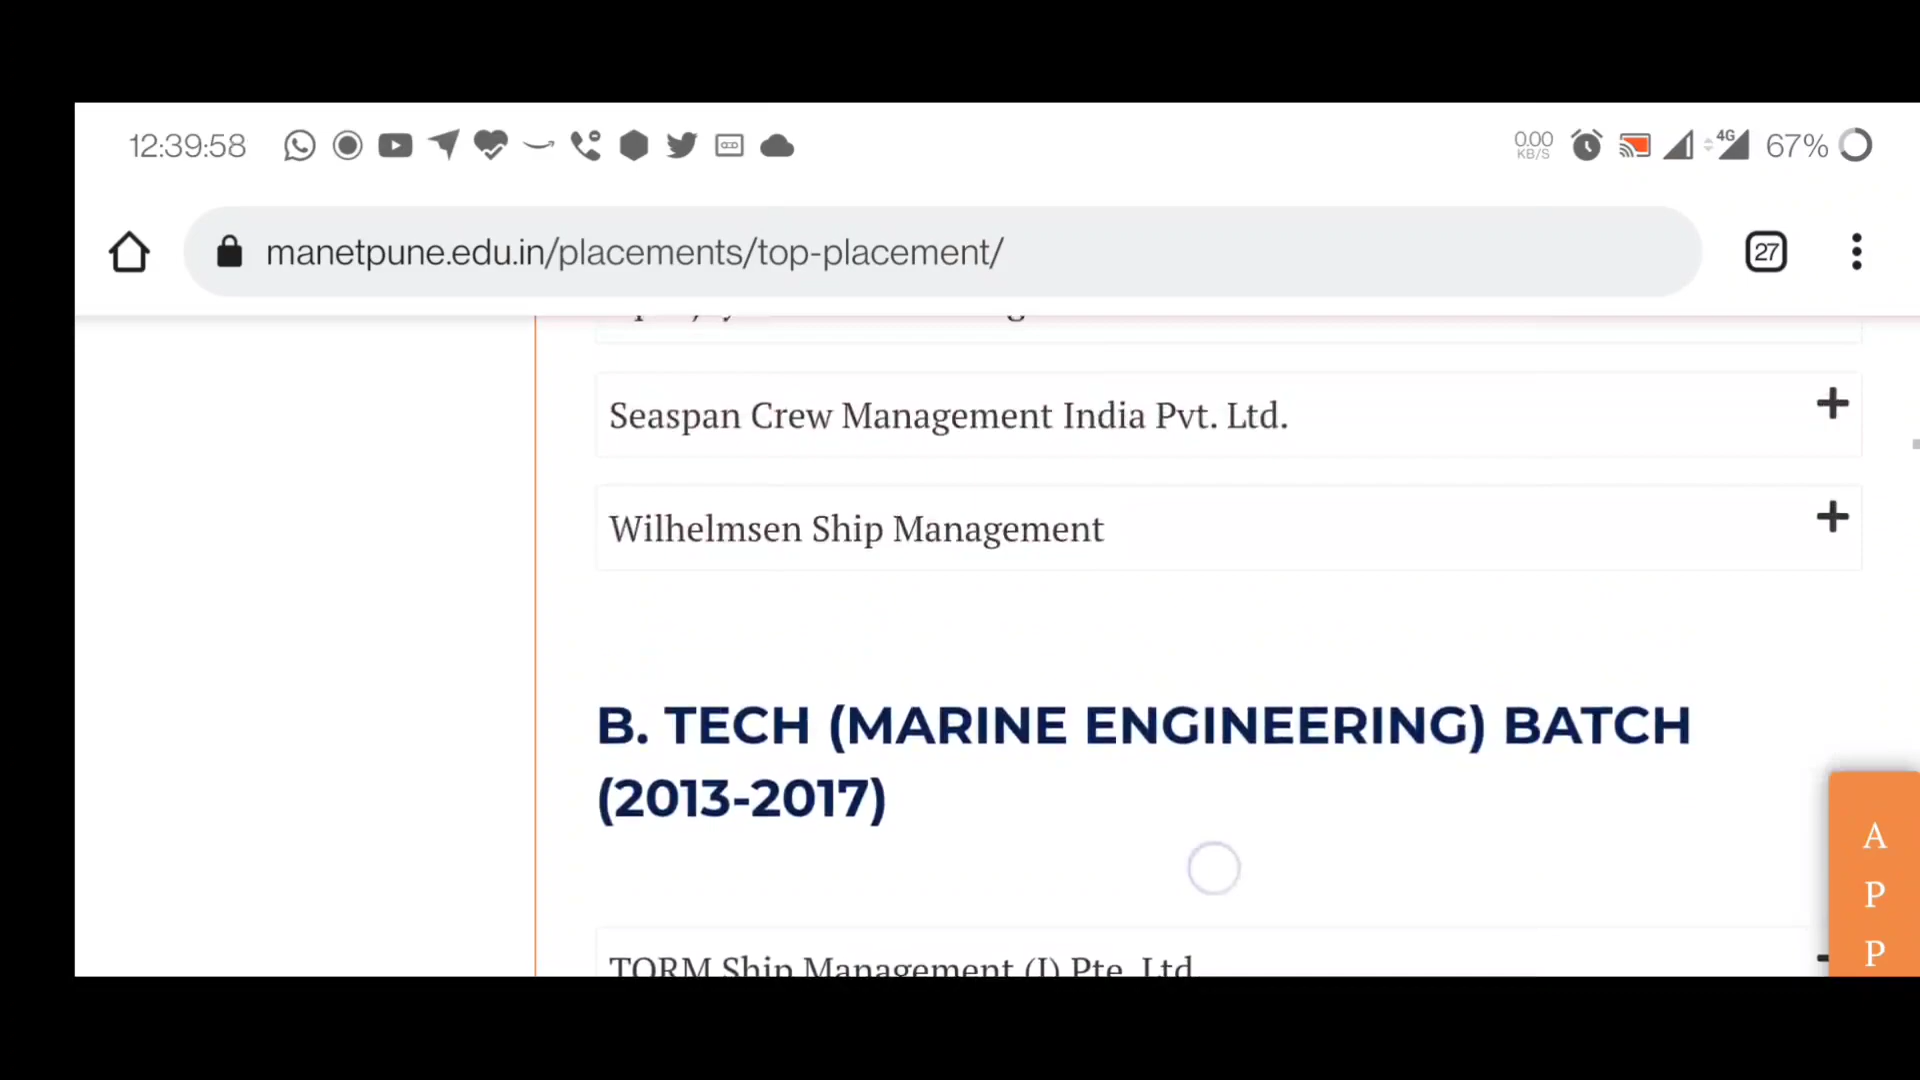 12:39:58
0.00
KB/S
4G
67%
manetpune.edu.in/placements/top-placement/
27
Seaspan Crew Management India Pvt. Ltd.
Wilhelmsen Ship Management
B. TECH (MARINE ENGINEERING) BATCH
(2013-2017)
TORM Ship Management (I) Pte. Ltd
A
P
P